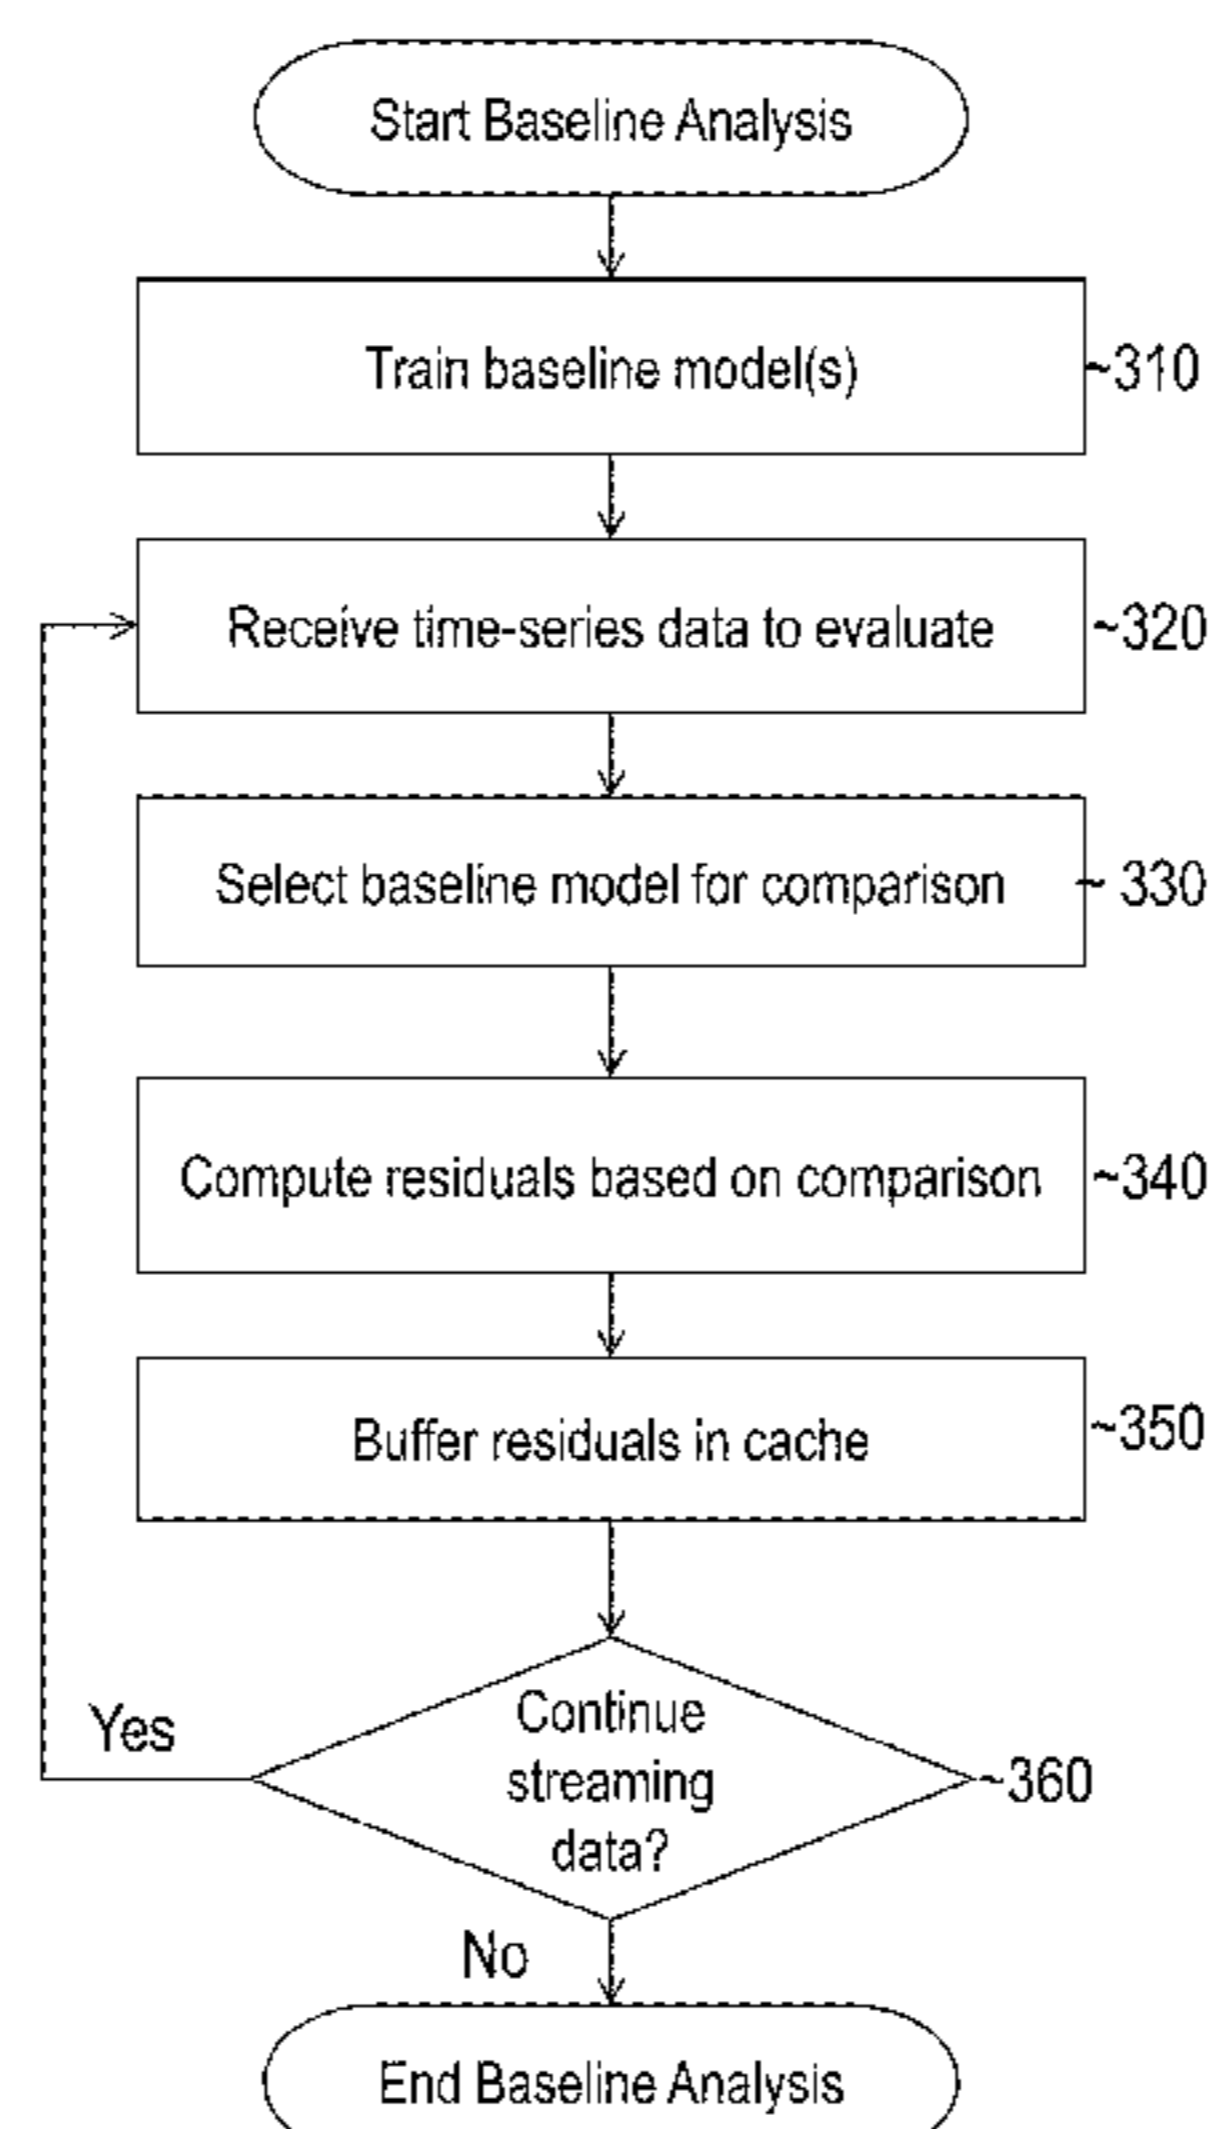 Start Baseline Analysis
Train baseline model(s) ~310
Receive time-series data to evaluate ~320
Select baseline model for comparison ~ 330
Compute residuals based on comparison ~340
Buffer residuals in cache ~350
Continue
streaming
data?
~360
Yes
No
End Baseline Analysis